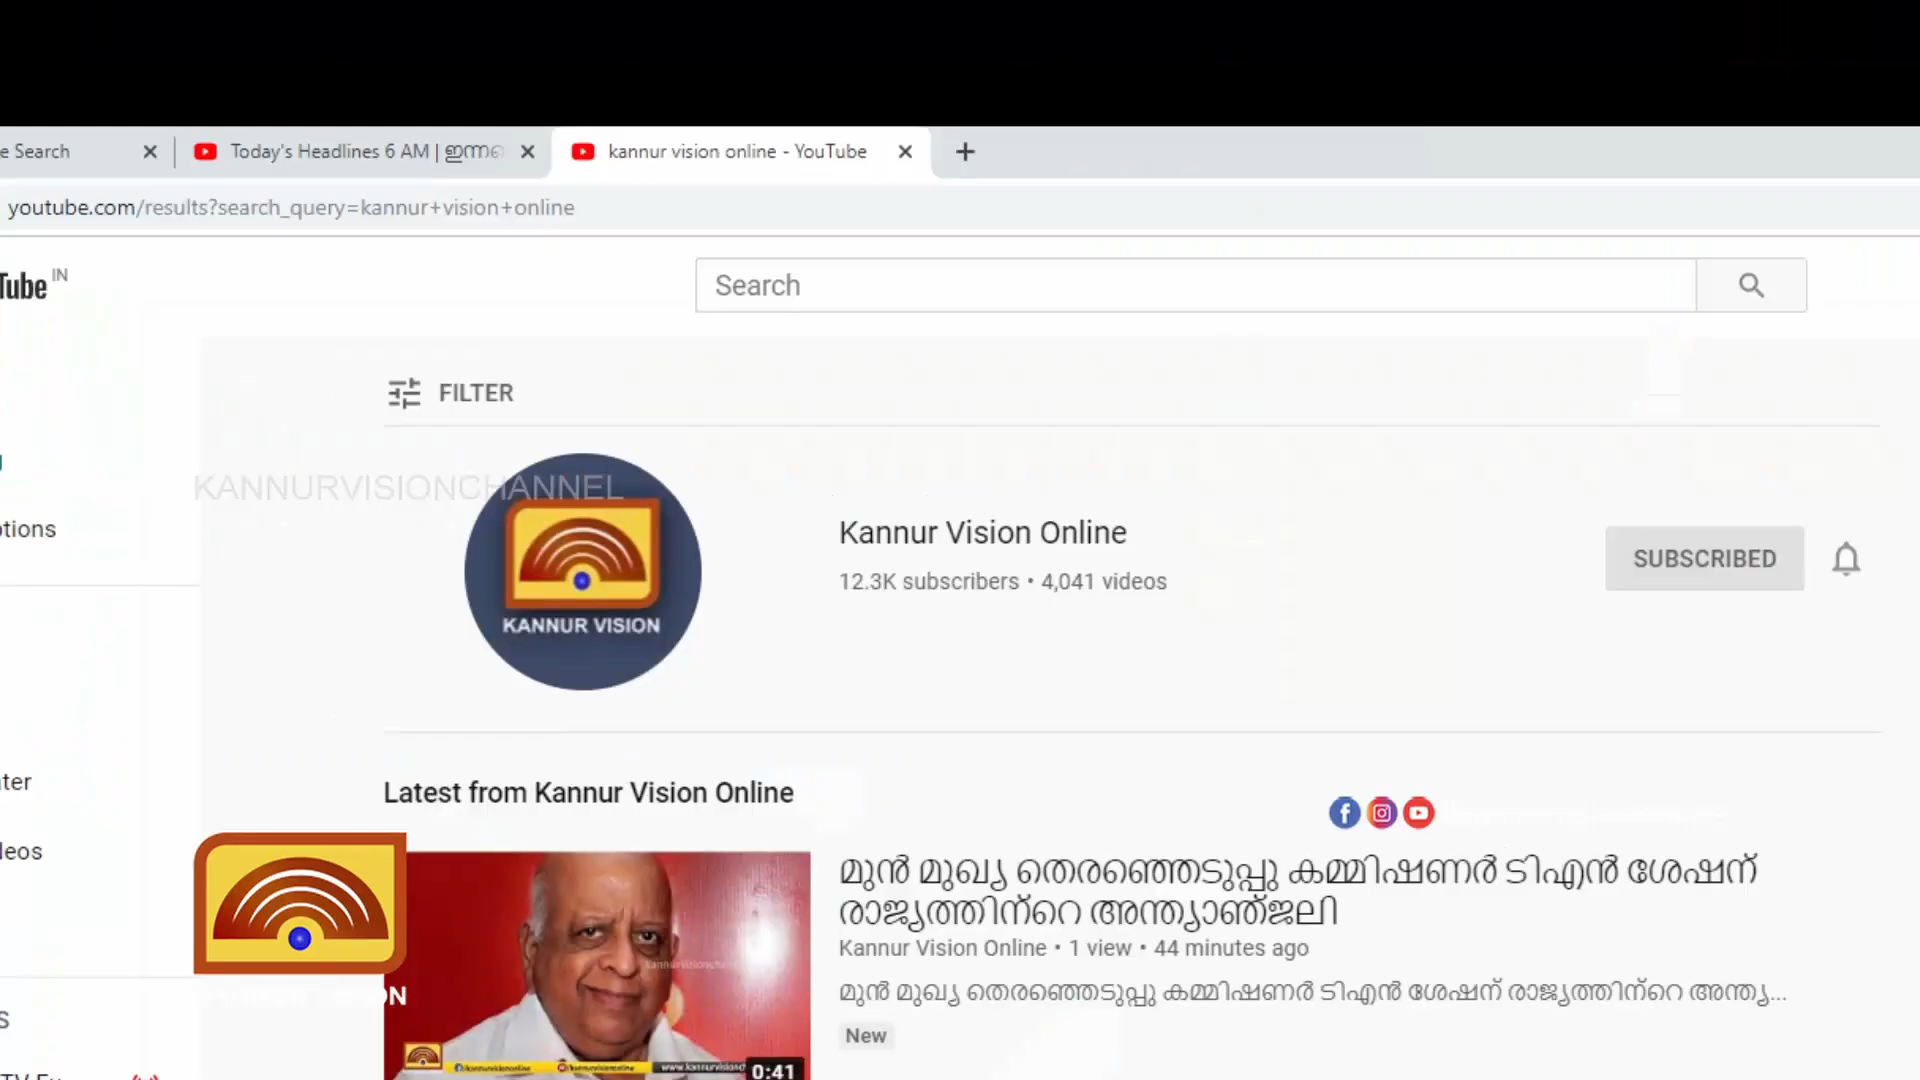 e Search
Today's Headlines 6 AM | ഇന്നത്തെ
kannur vision online - YouTube
youtube.com/results?search_query=kannur+vision+online
Tube IN
Search
FILTER
KANNURVISIONCHANNEL
KANNUR VISION
Kannur Vision Online
12.3K subscribers • 4,041 videos
SUBSCRIBED
otions
ter
leos
S
Latest from Kannur Vision Online
മുൻ മുഖ്യ തെരഞ്ഞെടുപ്പു കമ്മിഷണർ ടിഎൻ ശേഷന്
രാജ്യത്തിന്റെ അന്ത്യാഞ്ജലി
Kannur Vision Online • 1 view • 44 minutes ago
മുൻ മുഖ്യ തെരഞ്ഞെടുപ്പു കമ്മിഷണർ ടിഎൻ ശേഷന് രാജ്യത്തിന്റെ അന്ത്യ...
New
0:41